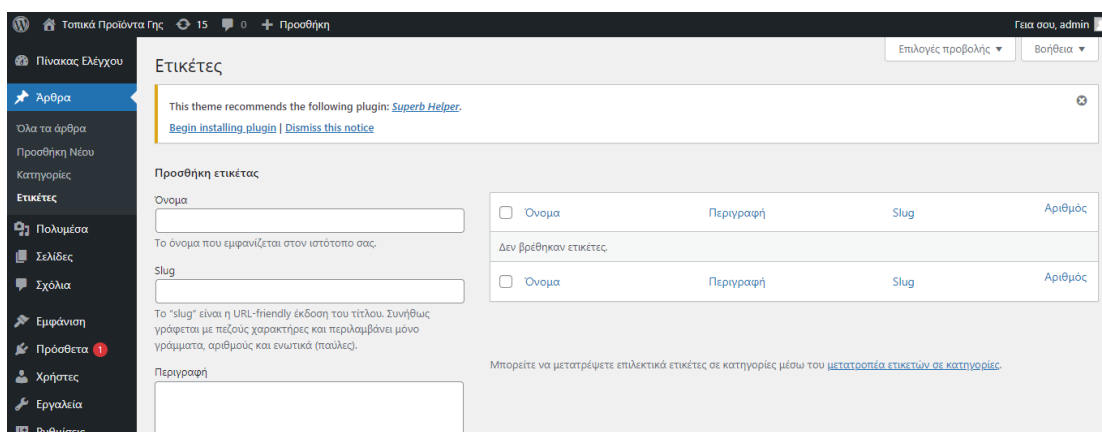 Τοπικά Προϊόντα Γης 15 0 + Προσθήκη Γεια σου, admin
Επιλογές προβολής ▼ Βοήθεια ▼
Πίνακας Ελέγχου
Άρθρα
Όλα τα άρθρα
Προσθήκη Νέου
Κατηγορίες
Ετικέτες
Πολυμέσα
Σελίδες
Σχόλια
Εμφάνιση
Πρόσθετα 1
Χρήστες
Εργαλεία
Ρυθμίσεις
Ετικέτες
This theme recommends the following plugin: Superb Helper.
Begin installing plugin | Dismiss this notice
Προσθήκη ετικέτας
Όνομα
Το όνομα που εμφανίζεται στον ιστότοπο σας.
Slug
Το "slug" είναι η URL-friendly έκδοση του τίτλου. Συνήθως
γράφεται με πεζούς χαρακτήρες και περιλαμβάνει μόνο
γράμματα, αριθμούς και ενωτικά (παύλες).
Περιγραφή
Όνομα Περιγραφή Slug Αριθμός
Δεν βρέθηκαν ετικέτες.
Όνομα Περιγραφή Slug Αριθμός
Μπορείτε να μετατρέψετε επιλεκτικά ετικέτες σε κατηγορίες μέσω του μετατροπέα ετικετών σε κατηγορίες.